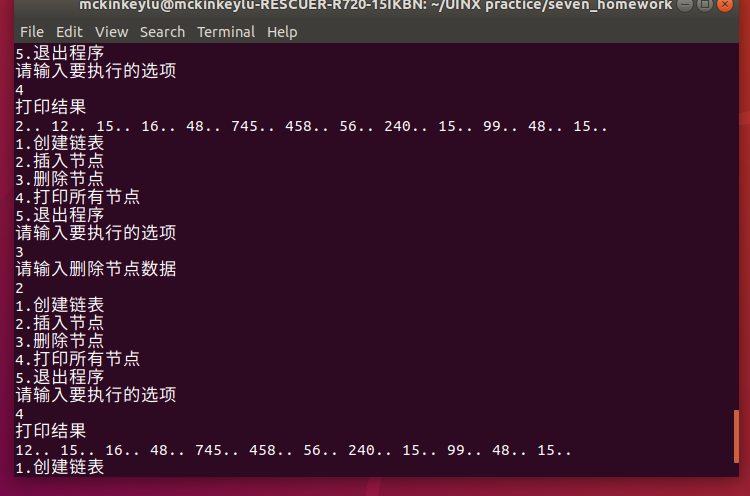 mckinkeylu@mckinkeylu-RESCUER-R720-15IKBN: ~/UINX practice/seven_homework
File Edit View Search Terminal Help
5.退出程序
请输入要执行的选项
4
打印结果
2.. 12.. 15.. 16.. 48.. 745.. 458.. 56.. 240.. 15.. 99.. 48.. 15..
1.创建链表
2.插入节点
3.删除节点
4.打印所有节点
5.退出程序
请输入要执行的选项
3
请输入删除节点数据
2
1.创建链表
2.插入节点
3.删除节点
4.打印所有节点
5.退出程序
请输入要执行的选项
4
打印结果
12.. 15.. 16.. 48.. 745.. 458.. 56.. 240.. 15.. 99.. 48.. 15..
1.创建链表